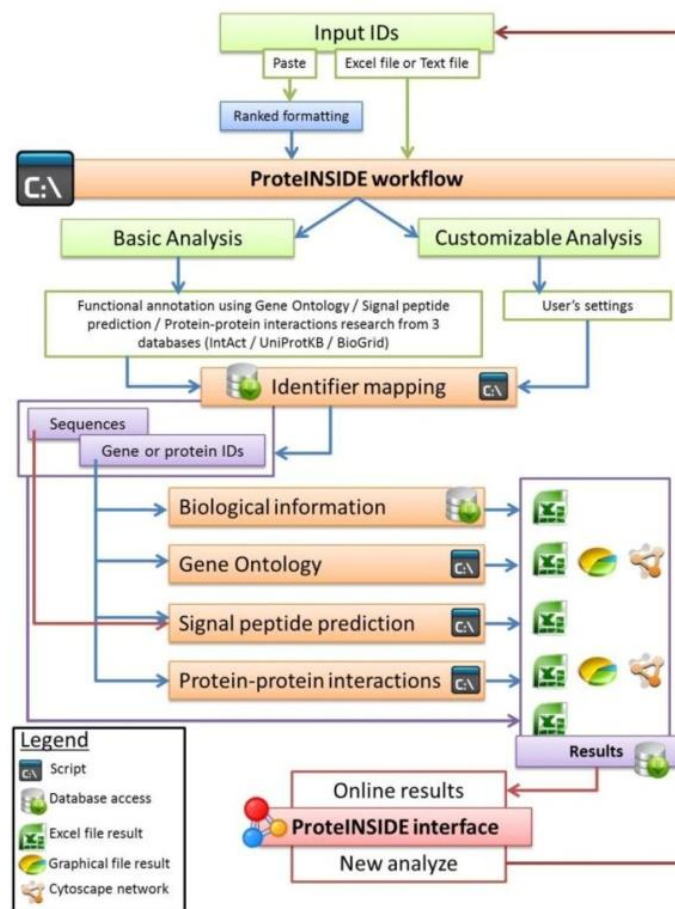 Input IDs
Paste
Excel file or Text file
Ranked formatting
C:\
ProteINSIDE workflow
Basic Analysis
Customizable Analysis
Functional annotation using Gene Ontology / Signal peptide
prediction / Protein-protein interactions research from 3
databases (IntAct / UniProtKB / BioGrid)
User's settings
Identifier mapping
C:\
Sequences
Gene or protein IDs
Biological information
Gene Ontology
C:\
Signal peptide prediction
C:\
Protein-protein interactions
C:\
Results
Legend
C:\
Script
Database access
Excel file result
Graphical file result
Cytoscape network
Online results
ProteINSIDE interface
New analyze